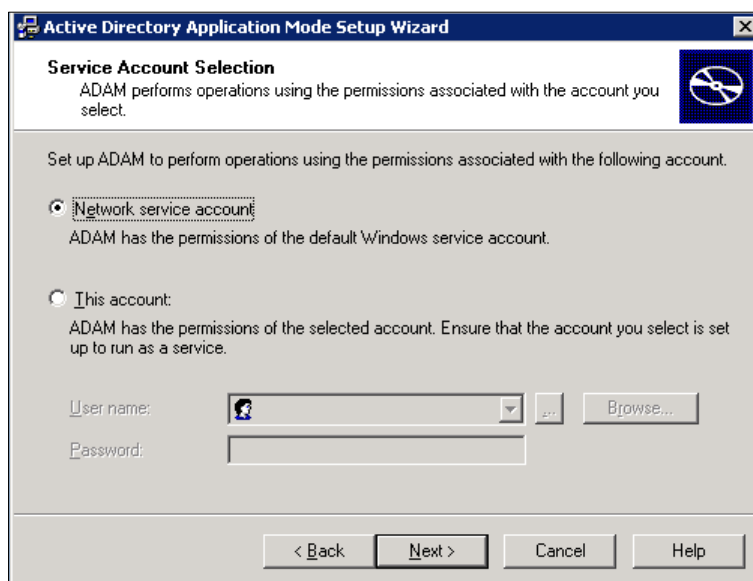 Active Directory Application Mode Setup Wizard
Service Account Selection
ADAM performs operations using the permissions associated with the account you
select.
Set up ADAM to perform operations using the permissions associated with the following account.
Network service account
ADAM has the permissions of the default Windows service account.
This account:
ADAM has the permissions of the selected account. Ensure that the account you select is set
up to run as a service.
User name: ... Browse...
Password:
< Back Next > Cancel Help